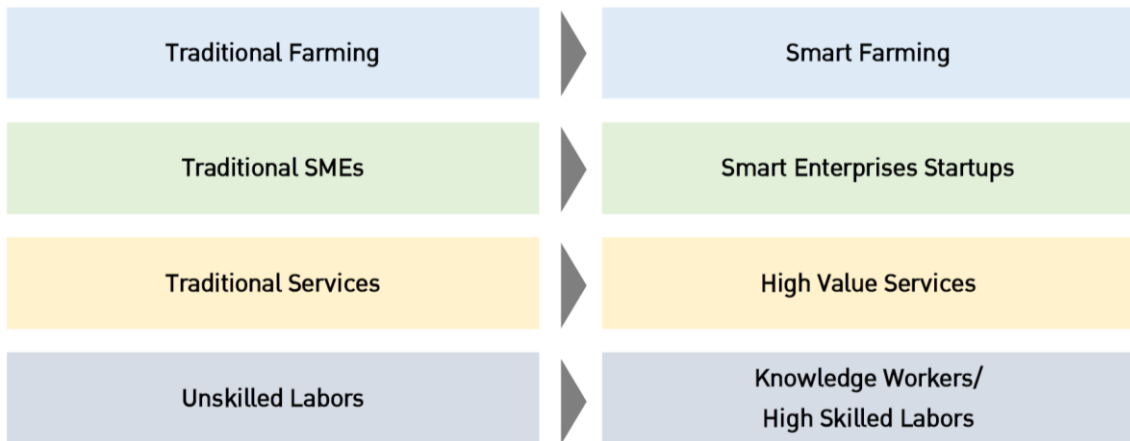 Traditional Farming
Smart Farming
Traditional SMEs
Smart Enterprises Startups
Traditional Services
High Value Services
Unskilled Labors
Knowledge Workers/
High Skilled Labors